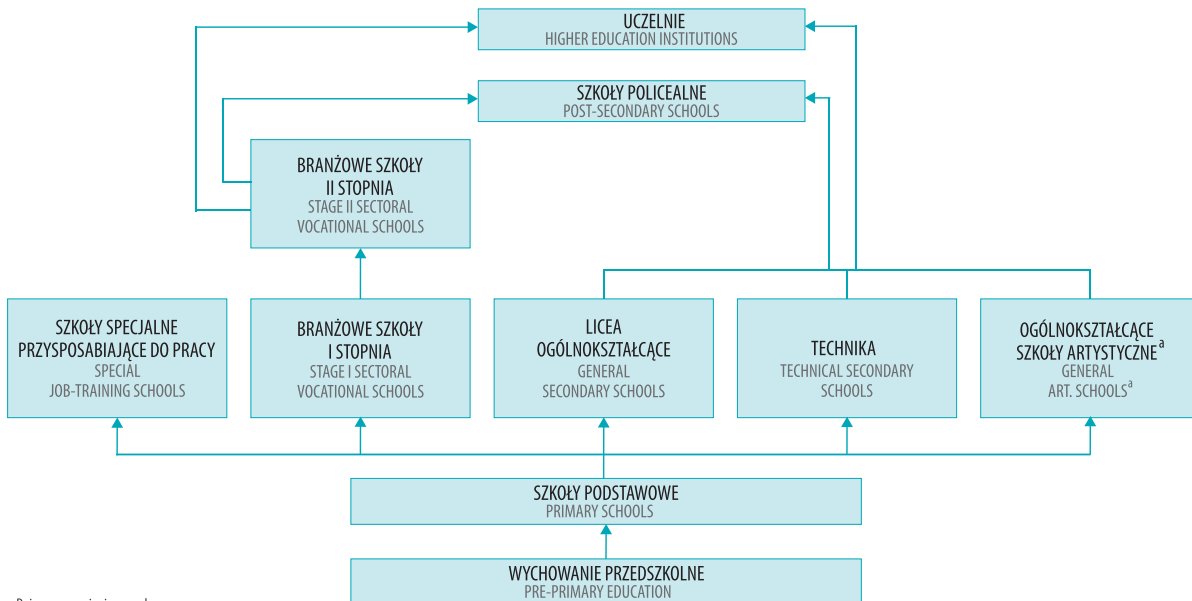 UCZELNIE
HIGHER EDUCATION INSTITUTIONS
SZKOŁY POLICEALNE
POST-SECONDARY SCHOOLS
BRANŻOWE SZKOŁY
II STOPNIA
STAGE II SECTORAL
VOCATIONAL SCHOOLS
SZKOŁY SPECJALNE
PRZYSPOSABIAJĄCE DO PRACY
SPECIAL
JOB-TRAINING SCHOOLS
BRANŻOWE SZKOŁY
I STOPNIA
STAGE I SECTORAL
VOCATIONAL SCHOOLS
LICEA
OGÓLNOKSZTAŁCĄCE
GENERAL
SECONDARY SCHOOLS
TECHNIKA
TECHNICAL SECONDARY
SCHOOLS
OGÓLNOKSZTAŁCĄCE
SZKOŁY ARTYSTYCZNE a
GENERAL
ART. SCHOOLS a
SZKOŁY PODSTAWOWE
PRIMARY SCHOOLS
WYCHOWANIE PRZEDSZKOLNE
PRE-PRIMARY EDUCATION